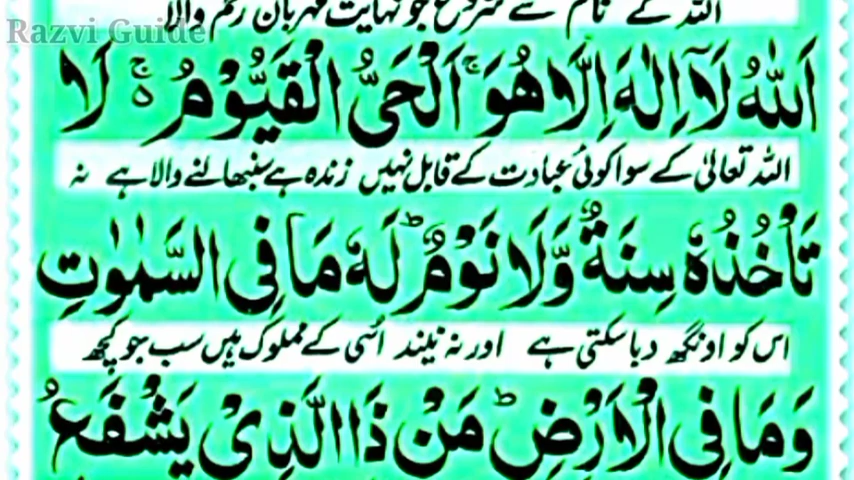 اللہ کے نام سے شروع جو نہایت مہربان رحم والا
Razvi Guide
اَللّٰهُ لَاۤ اِلٰهَ اِلَّا هُوَ ۚ اَلْحَیُّ الْقَیُّوْمُ ۚ۬ لَا
اللہ تعالیٰ کے سوا کوئی عبادت کے قابل نہیں زندہ ہے سنبھالنے والا ہے نہ
تَاْخُذُهٗ سِنَةٌ وَّلَا نَوْمٌ ؕ لَهٗ مَا فِی السَّمٰوٰتِ
اس کو اونگھ دبا سکتی ہے اور نہ نیند اسی کے مملوک ہیں سب جو کچھ
وَمَا فِی الْاَرْضِ ؕ مَنْ ذَا الَّذِیْ یَشْفَعُ